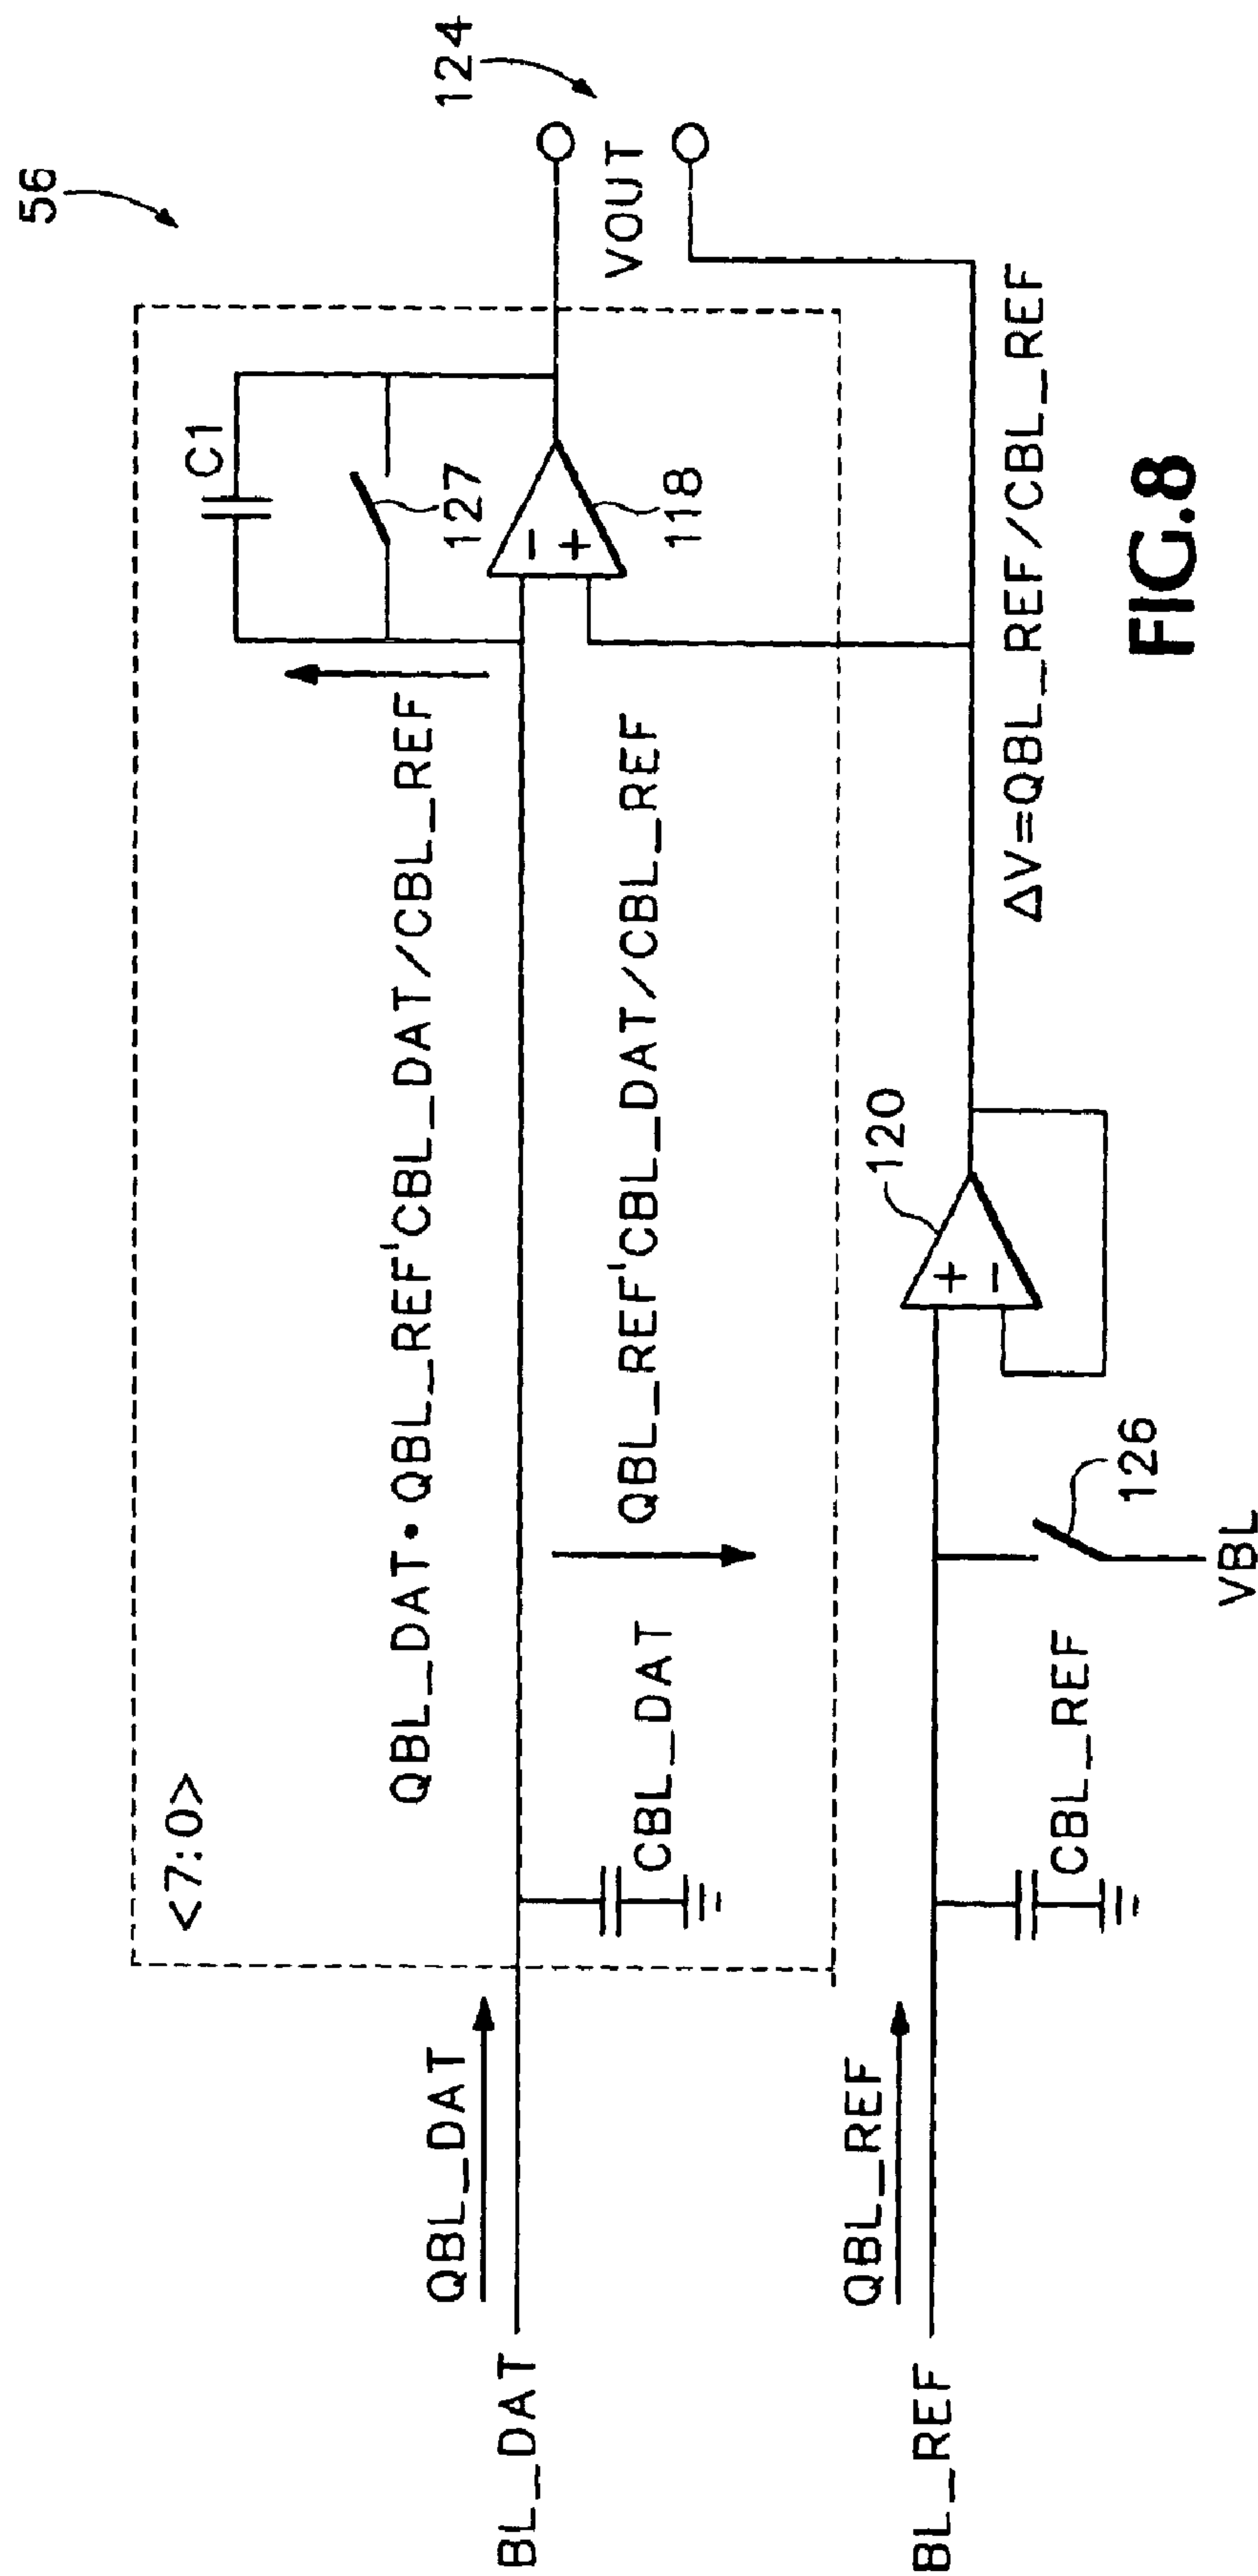 56
124
<7:0>
C1
127
118
QBL_DAT•QBL_REF'CBL_DAT/CBL_REF
QBL_DAT
BL_DAT
VOUT
QBL_REF'CBL_DAT/CBL_REF
CBL_DAT
120
QBL_REF
BL_REF
ΔV=QBL_REF/CBL_REF
CBL_REF
126
VBL
+
−
+
−
FIG.8